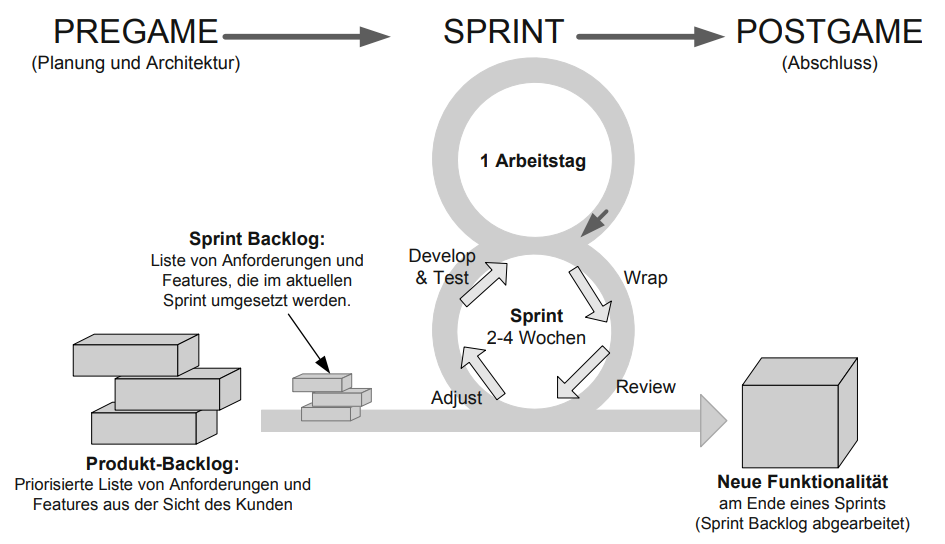 PREGAME
SPRINT
POSTGAME
(Planung und Architektur)
(Abschluss)
1 Arbeitstag
Sprint Backlog:
Liste von Anforderungen und
Features, die im aktuellen
Sprint umgesetzt werden.
Develop
& Test
Wrap
Sprint
2-4 Wochen
Adjust
Review
Produkt-Backlog:
Priorisierte Liste von Anforderungen und
Features aus der Sicht des Kunden
Neue Funktionalität
am Ende eines Sprints
(Sprint Backlog abgearbeitet)